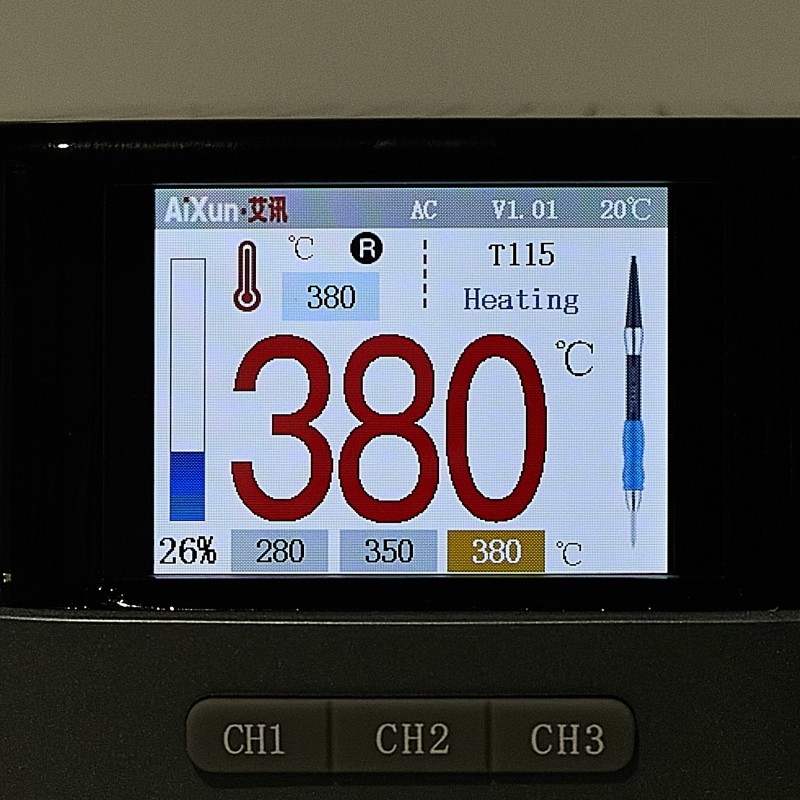 AiXun·艾讯 AC V1.01 20℃
℃ R T115
380 Heating
380 ℃
26% 280 350 380 ℃
CH1 CH2 CH3